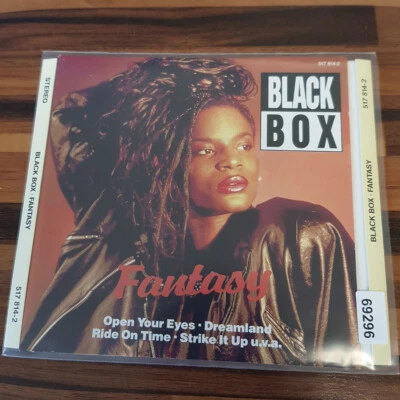 517 814-2
BLACK
BOX
STEREO
BLACK BOX · FANTASY
517 814-2
517 814-2
BLACK BOX · FANTASY
Fantasy
Open Your Eyes · Dreamland
Ride On Time · Strike It Up u.v.a.
69296